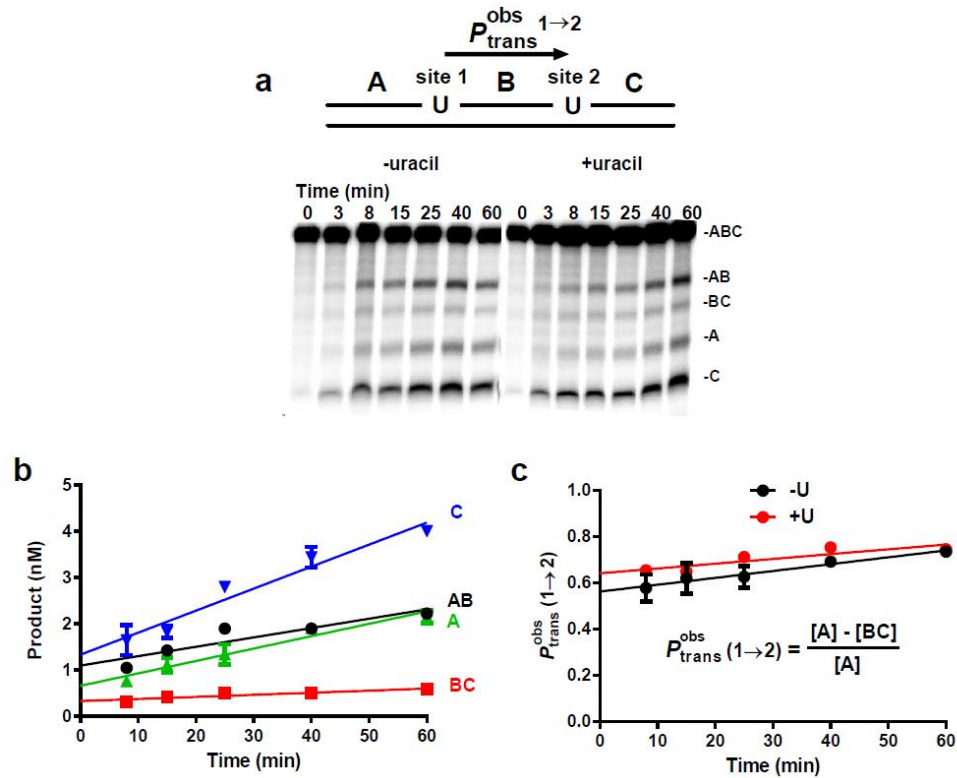 P obs trans 1→2
a A site 1 B site 2 C
U U
-uracil +uracil
Time (min)
0 3 8 15 25 40 60 0 3 8 15 25 40 60
-ABC
-AB
-BC
-A
-C
b
Product (nM)
5
4
3
2
1
0
C
AB
A
BC
0 10 20 30 40 50 60
Time (min)
c
P obs trans (1→2)
1.0
0.8
0.6
0.4
0.2
0.0
-U
+U
P obs trans (1→2) = [A] - [BC] / [A]
0 10 20 30 40 50 60
Time (min)